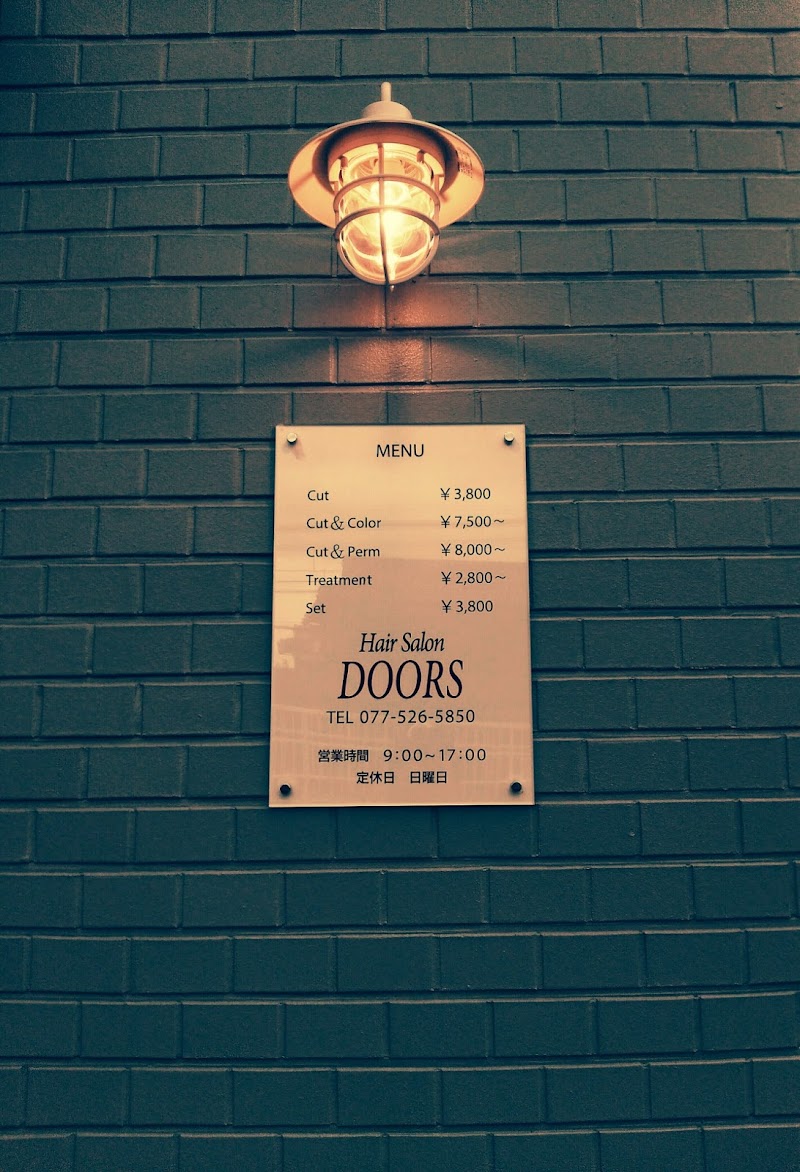 MENU
Cut ￥3,800
Cut & Color ￥7,500～
Cut & Perm ￥8,000～
Treatment ￥2,800～
Set ￥3,800
Hair Salon
DOORS
TEL 077-526-5850
営業時間 9:00～17:00
定休日 日曜日